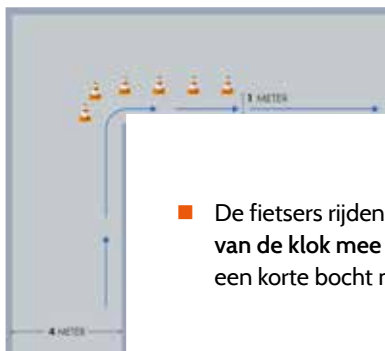 1 METER
De fietsers rijden
van de klok mee
een korte bocht r
4 METER